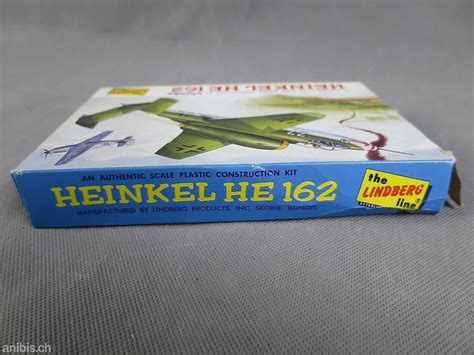 HEINKEL HE 162
AN AUTHENTIC SCALE PLASTIC CONSTRUCTION KIT
HEINKEL HE 162
MANUFACTURED BY LINDBERG PRODUCTS, INC. SKOKIE, ILLINOIS
the
LINDBERG
line
anibis.ch